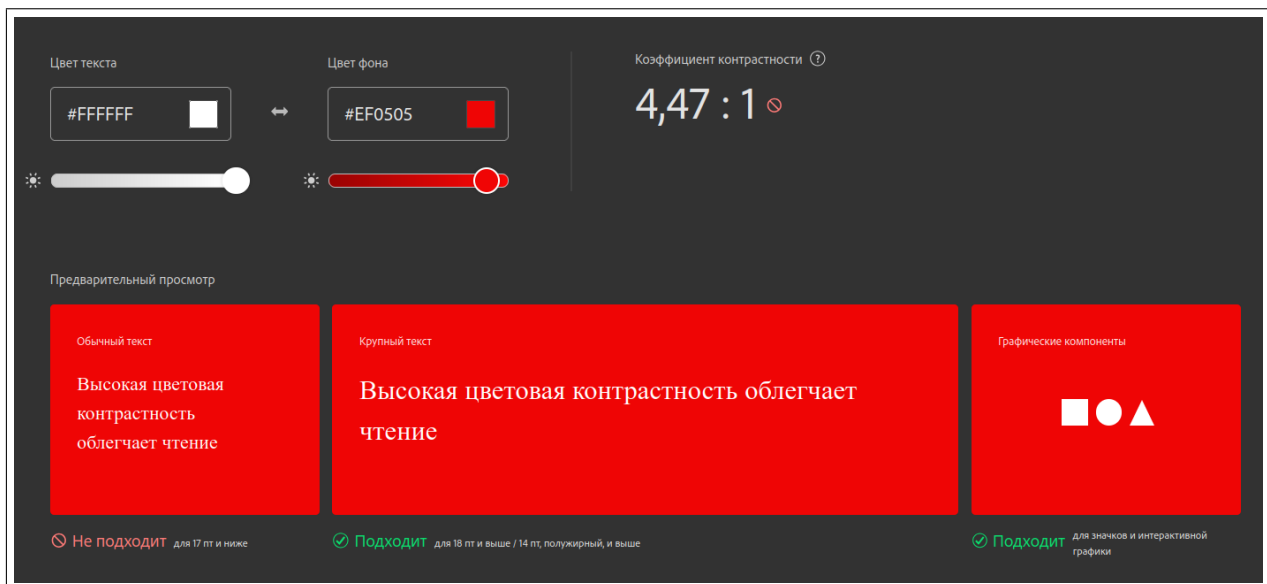 Цвет текста
Цвет фона
Коэффициент контрастности ?
#FFFFFF
#EF0505
4,47 : 1
Предварительный просмотр
Обычный текст
Высокая цветовая
контрастность
облегчает чтение
Крупный текст
Высокая цветовая контрастность облегчает
чтение
Графические компоненты
Не подходит для 17 пт и ниже
Подходит для 18 пт и выше / 14 пт, полужирный, и выше
Подходит для значков и интерактивной
графики